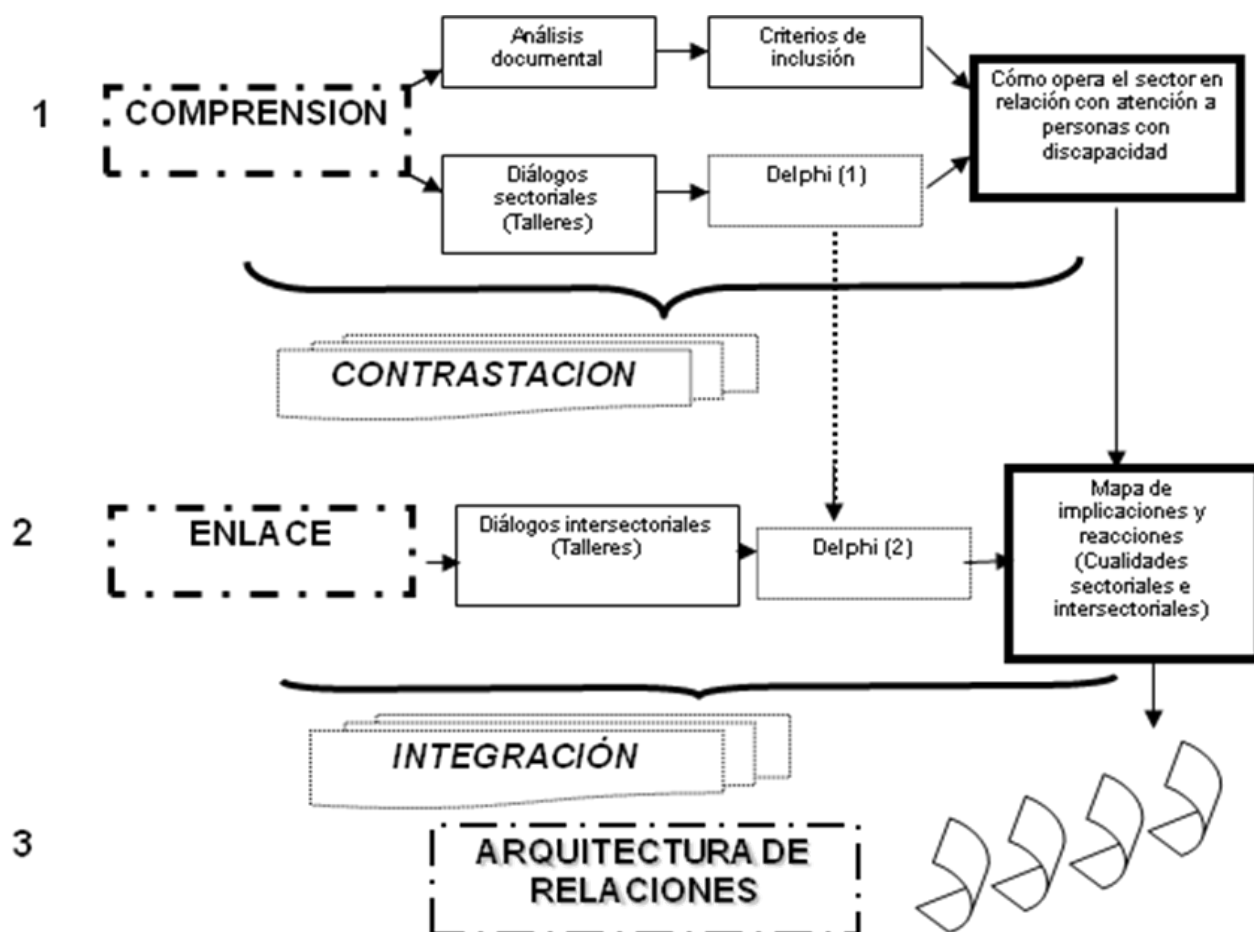 1
COMPRENSION
Análisis
documental
Criterios de
inclusión
Diálogos
sectoriales
(Talleres)
Delphi (1)
Cómo opera el sector en
relación con atención a
personas con
discapacidad
CONTRASTACION
2
ENLACE
Diálogos intersectoriales
(Talleres)
Delphi (2)
Mapa de
implicaciones y
reacciones
(Cualidades
sectoriales e
intersectoriales)
INTEGRACIÓN
3
ARQUITECTURA DE
RELACIONES